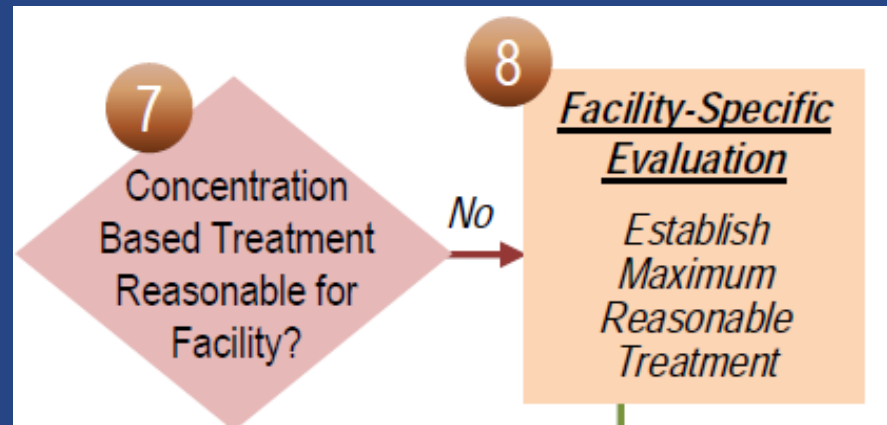 7
Concentration
Based Treatment
Reasonable for
Facility?
No
8
Facility-Specific
Evaluation
Establish
Maximum
Reasonable
Treatment